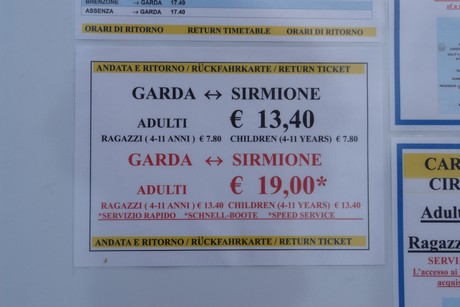 BRENZONE → GARDA 17.40
ASSENZA → GARDA 17.40
ORARI DI RITORNO RETURN TIMETABLE ORARI DI RITORNO
ANDATA E RITORNO / RÜCKFAHRKARTE / RETURN TICKET
GARDA ↔ SIRMIONE
ADULTI € 13,40
RAGAZZI ( 4-11 ANNI ) € 7.80 CHILDREN (4-11 YEARS) € 7.80
GARDA ↔ SIRMIONE
ADULTI € 19,00*
RAGAZZI ( 4-11 ANNI ) € 13.40 CHILDREN (4-11 YEARS) € 13.40
*SERVIZIO RAPIDO *SCHNELL-BOOTE *SPEED SERVICE
ANDATA E RITORNO / RÜCKFAHRKARTE / RETURN TICKET
CAR
CIR
Adul
Ragazz
SERV
L'accesso ai
acquis